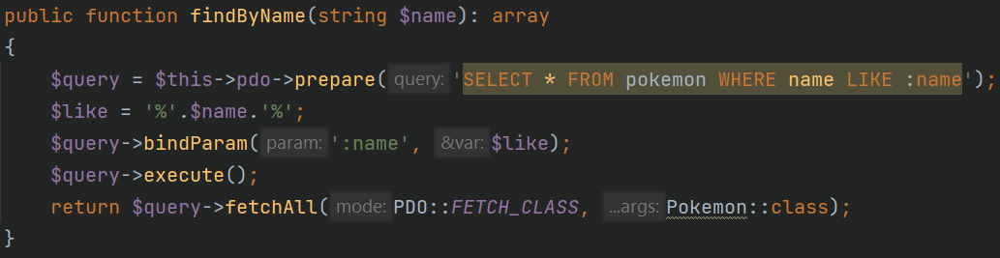 public function findByName(string $name): array
{
    $query = $this->pdo->prepare( query: 'SELECT * FROM pokemon WHERE name LIKE :name');
    $like = '%'.$name.'%';
    $query->bindParam( param: ':name', &var: $like);
    $query->execute();
    return $query->fetchAll( mode: PDO::FETCH_CLASS, ...args: Pokemon::class);
}